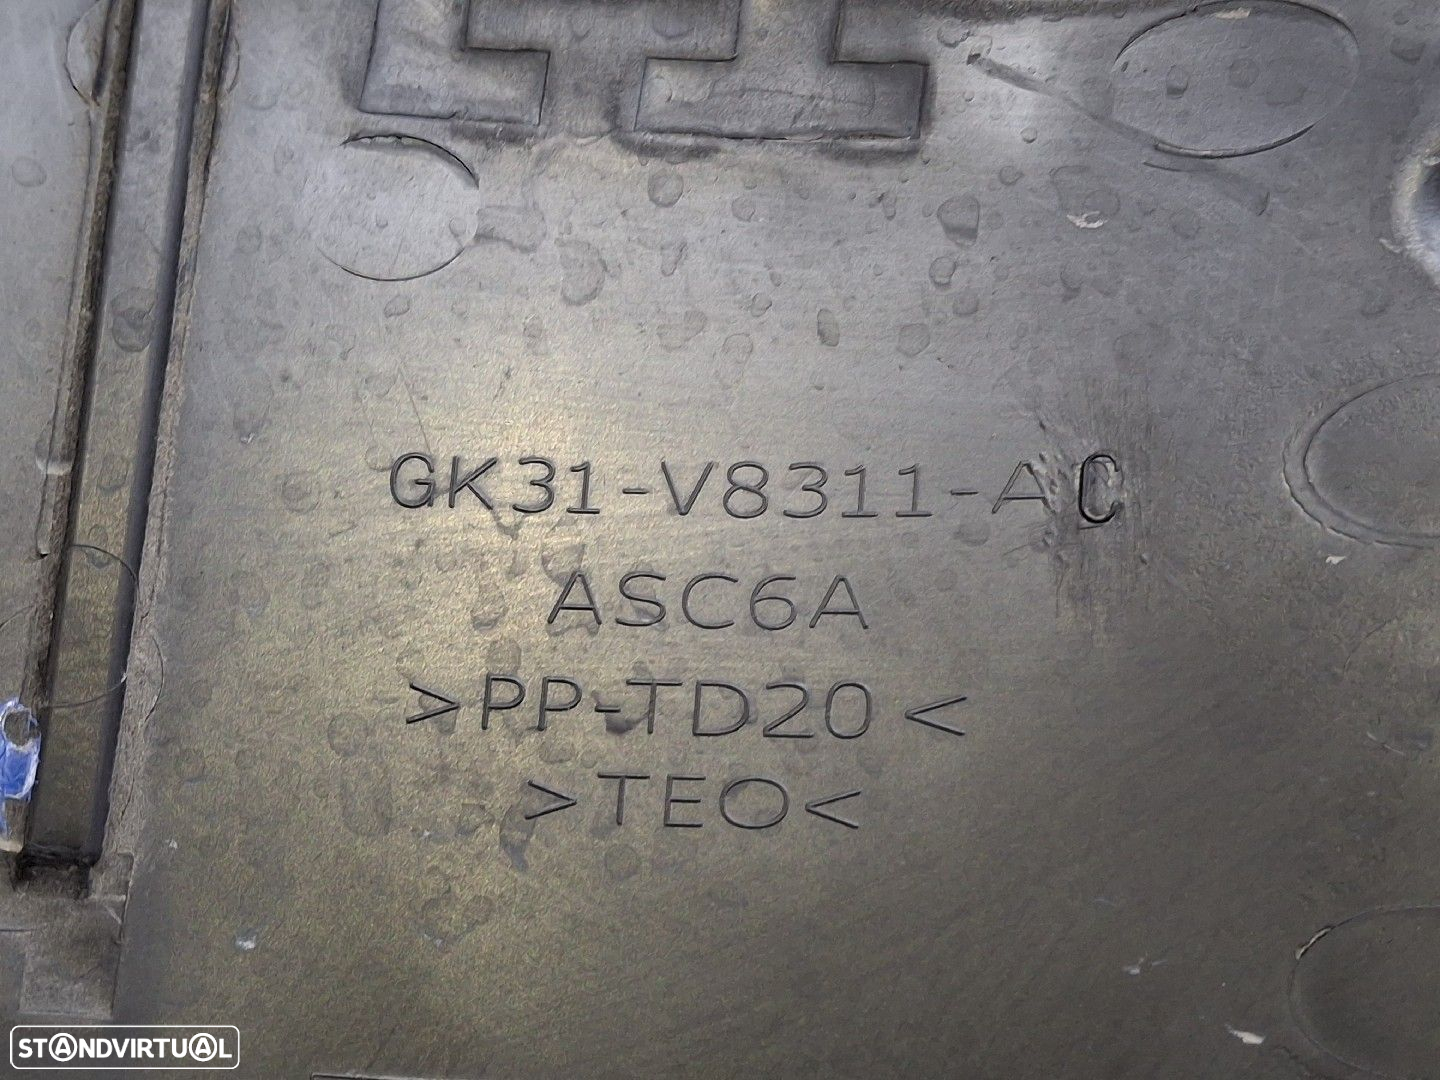 GK31-V8311-AC
ASC6A
>PP-TD20<
>TEO<
STANDVIRTUAL